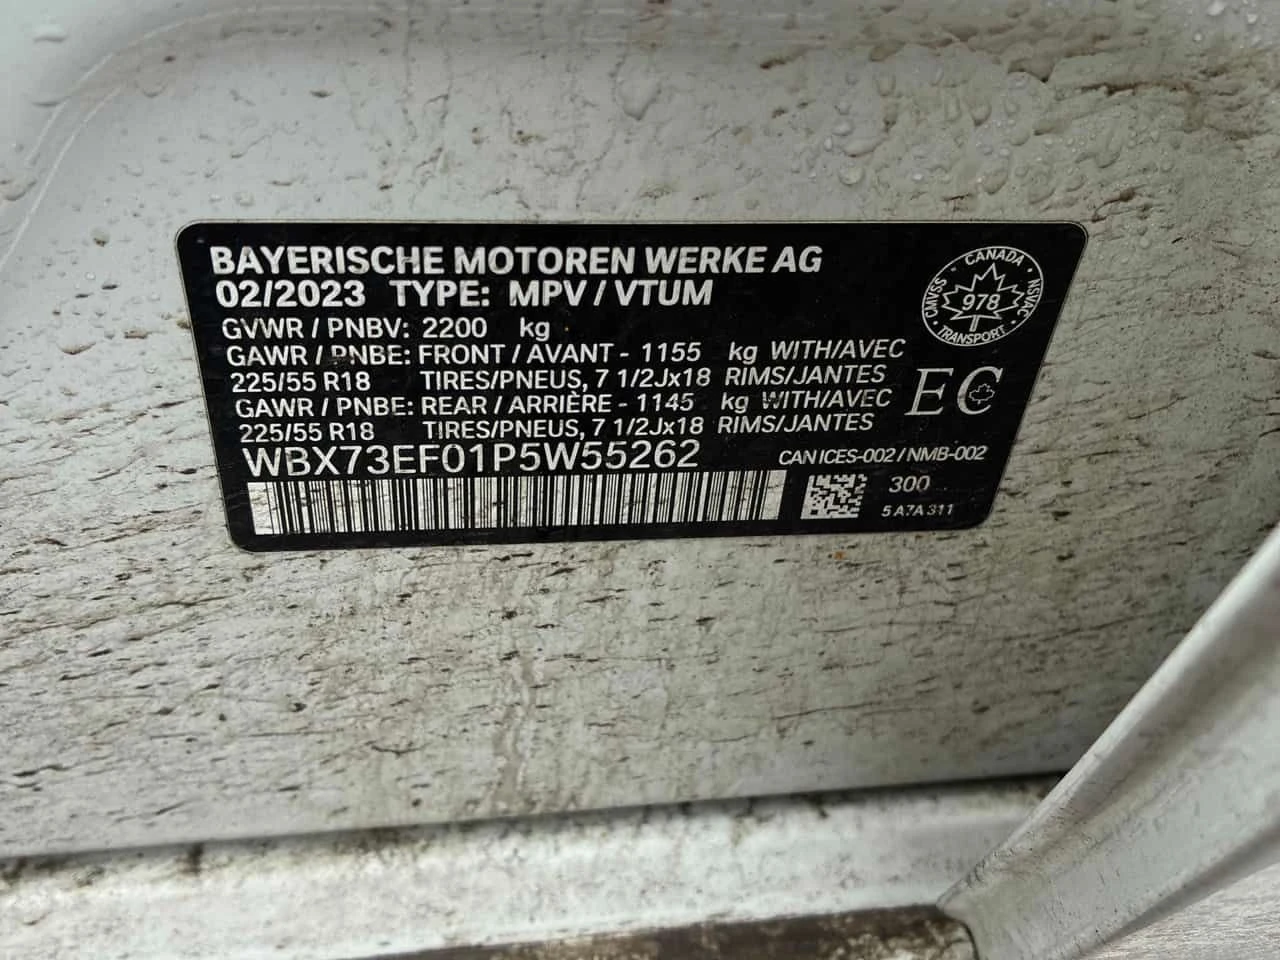 BAYERISCHE MOTOREN WERKE AG
02/2023 TYPE: MPV / VTUM
GVWR / PNBV: 2200 kg
GAWR / PNBE: FRONT / AVANT - 1155 kg WITH/AVEC
225/55 R18 TIRES/PNEUS, 7 1/2Jx18 RIMS/JANTES
GAWR / PNBE: REAR / ARRIÈRE - 1145 kg WITH/AVEC
225/55 R18 TIRES/PNEUS, 7 1/2Jx18 RIMS/JANTES
WBX73EF01P5W55262
CANADA
CMVSS 978 NSVAC
TRANSPORT
EC
CAN ICES-002 / NMB-002
300
5 A7A 311